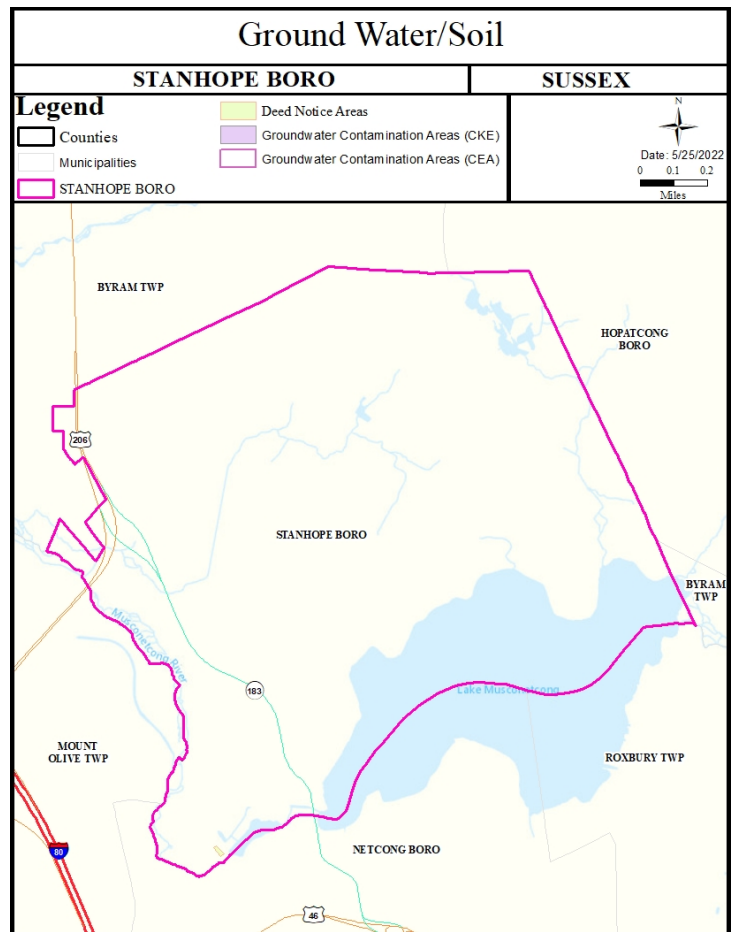 Ground Water/Soil
STANHOPE BORO
SUSSEX
Legend
Counties
Municipalities
STANHOPE BORO
Deed Notice Areas
Groundwater Contamination Areas (CKE)
Groundwater Contamination Areas (CEA)
N
Date: 5/25/2022
0 0.1 0.2
Miles
BYRAM TWP
HOPATCONG
BORO
206
STANHOPE BORO
BYRAM
TWP
Musconetcong River
183
Lake Musconetcong
MOUNT
OLIVE TWP
ROXBURY TWP
80
NETCONG BORO
46